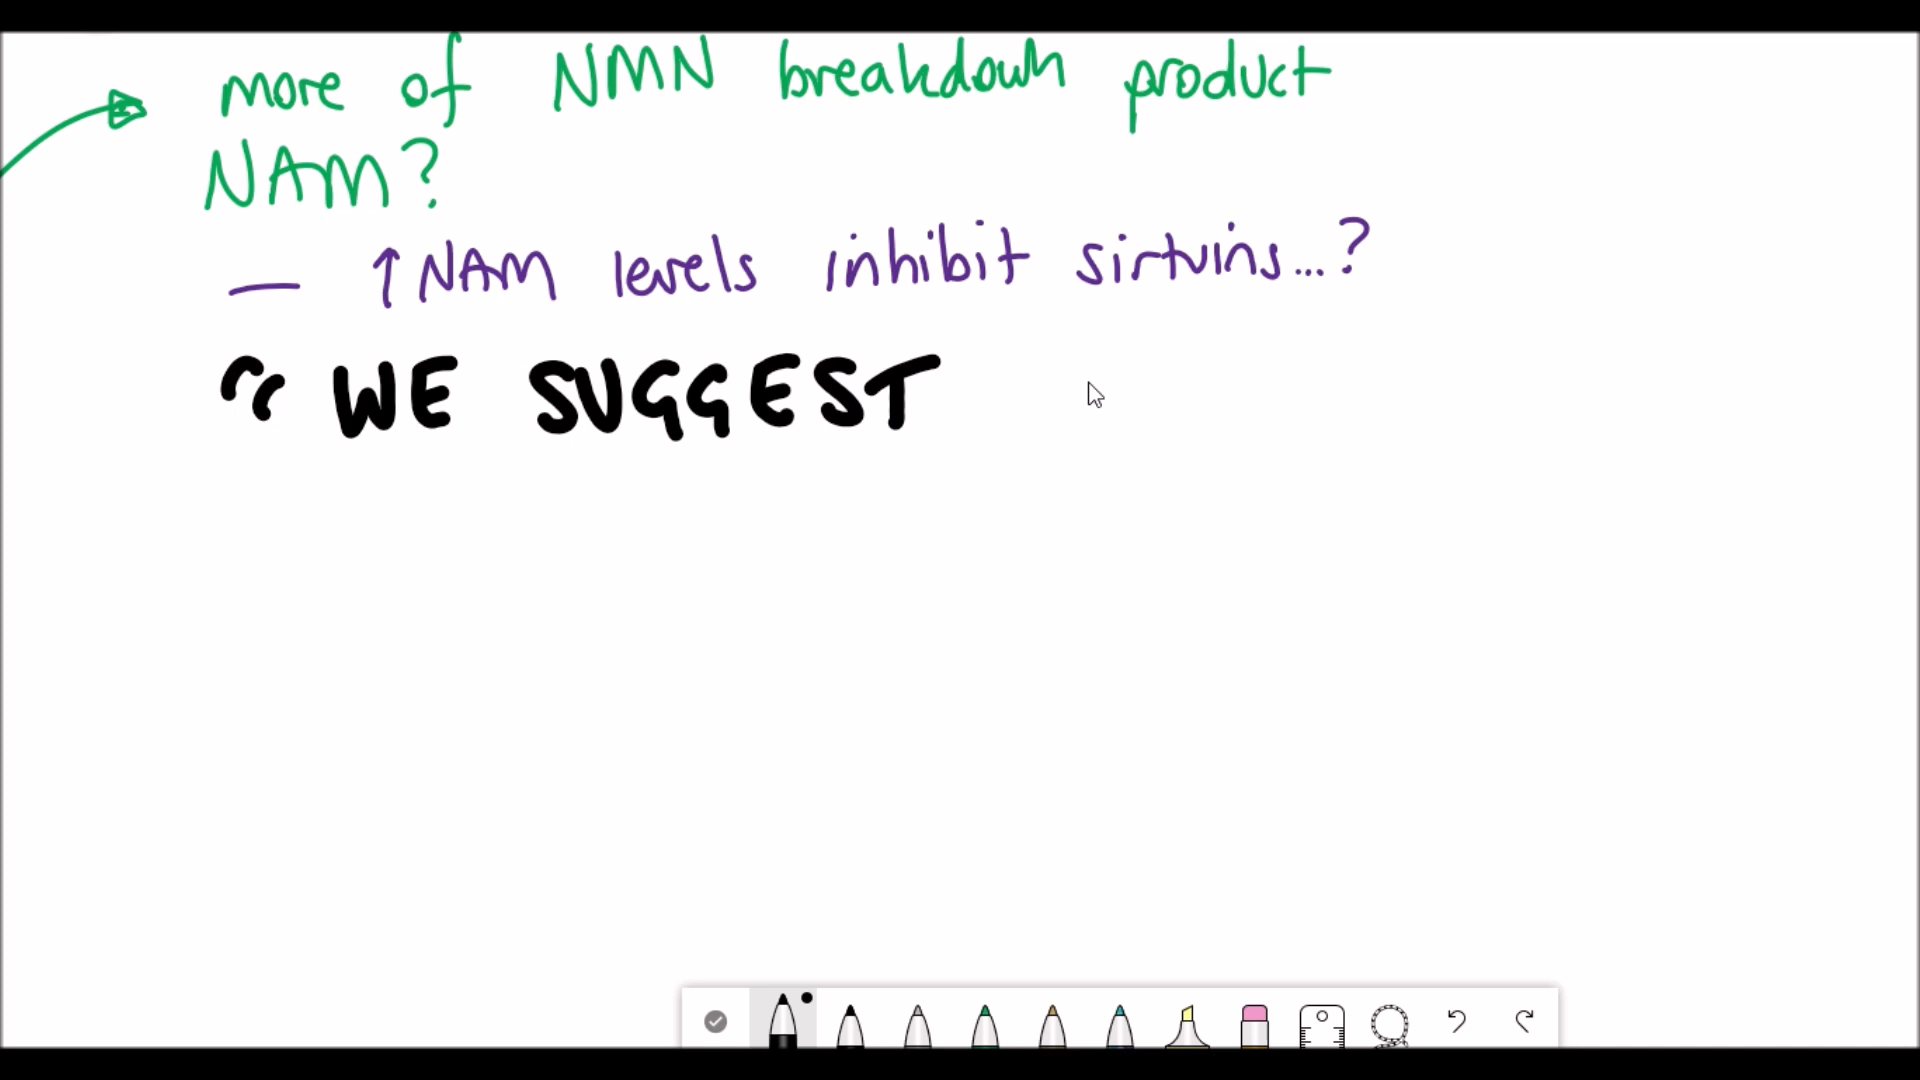 more of NMN breakdown product
NAM?
— ↑ NAM levels inhibit sirtuins...?
WE SUGGEST